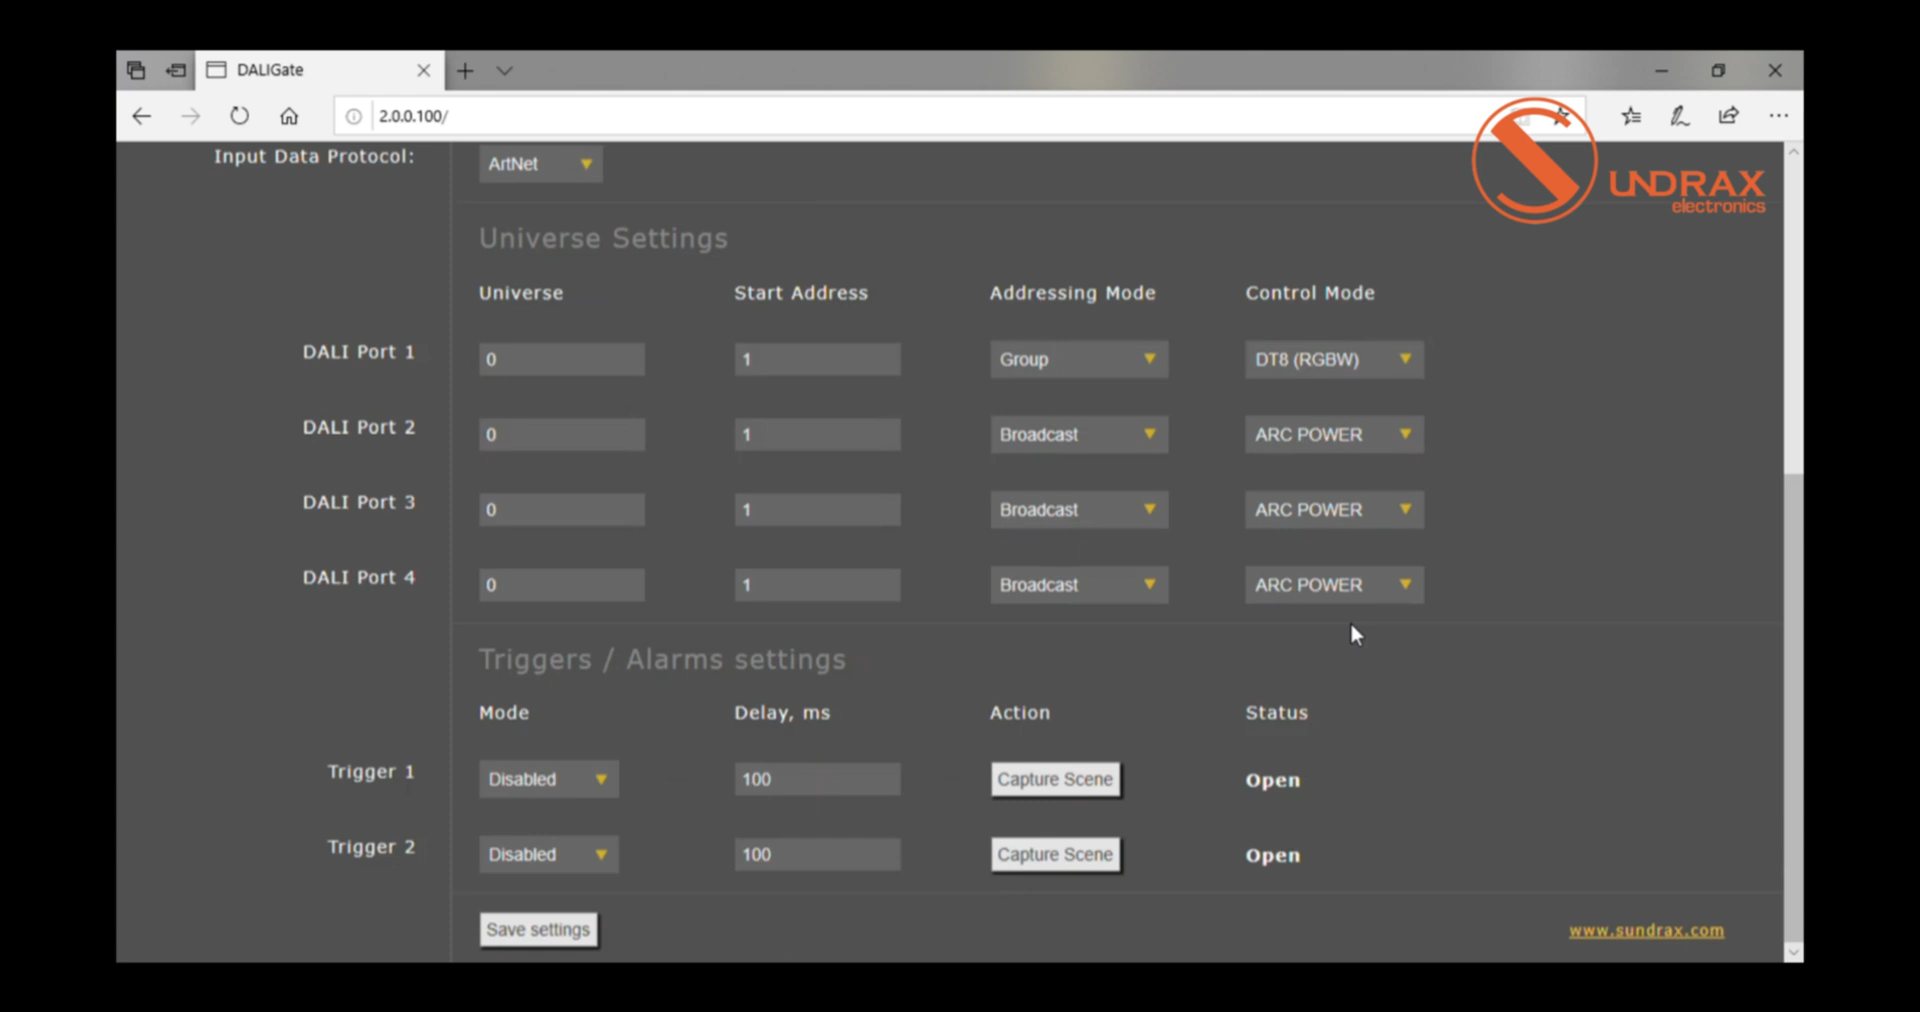 DALIGate
2.0.0.100/
UNDRAX
electronics
Input Data Protocol: ArtNet
Universe Settings
Universe Start Address Addressing Mode Control Mode
DALI Port 1 0 1 Group DT8 (RGBW)
DALI Port 2 0 1 Broadcast ARC POWER
DALI Port 3 0 1 Broadcast ARC POWER
DALI Port 4 0 1 Broadcast ARC POWER
Triggers / Alarms settings
Mode Delay, ms Action Status
Trigger 1 Disabled 100 Capture Scene Open
Trigger 2 Disabled 100 Capture Scene Open
Save settings www.sundrax.com